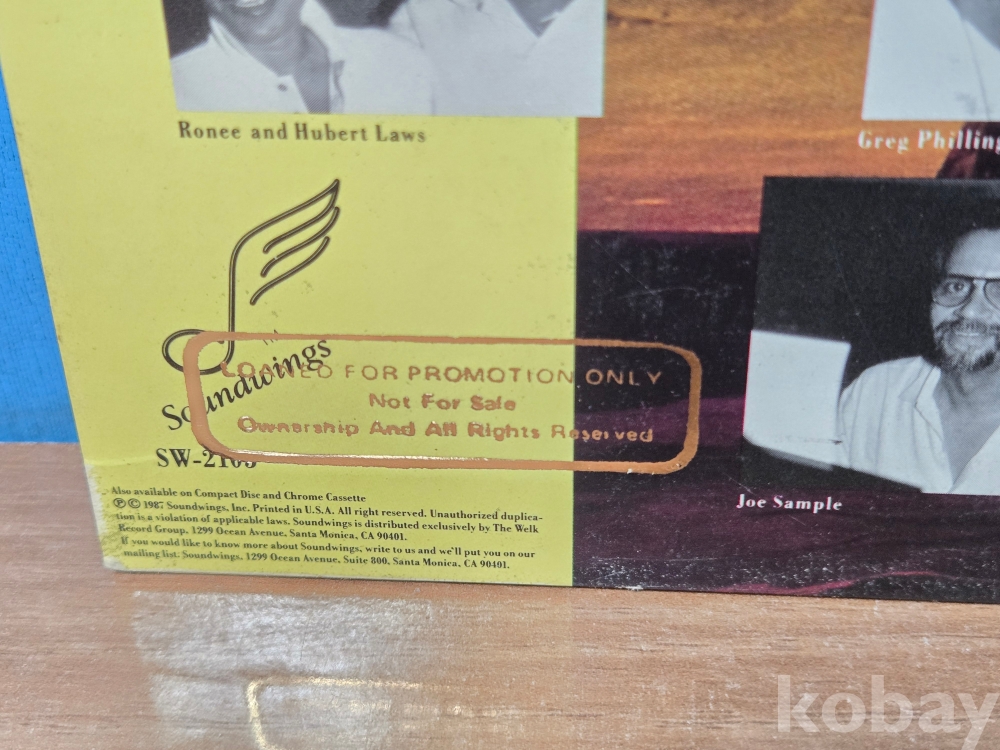 Ronee and Hubert Laws
Greg Phillin
Soundwings
LOANED FOR PROMOTION ONLY
Not For Sale
Ownership And All Rights Reserved
SW-2103
Joe Sample
Also available on Compact Disc and Chrome Cassette
℗© 1987 Soundwings, Inc. Printed in U.S.A. All right reserved. Unauthorized duplica-
tion is a violation of applicable laws. Soundwings is distributed exclusively by The Welk
Record Group, 1299 Ocean Avenue, Santa Monica, CA 90401.
If you would like to know more about Soundwings, write to us and we'll put you on our
mailing list. Soundwings, 1299 Ocean Avenue, Suite 800, Santa Monica, CA 90401.
kobay